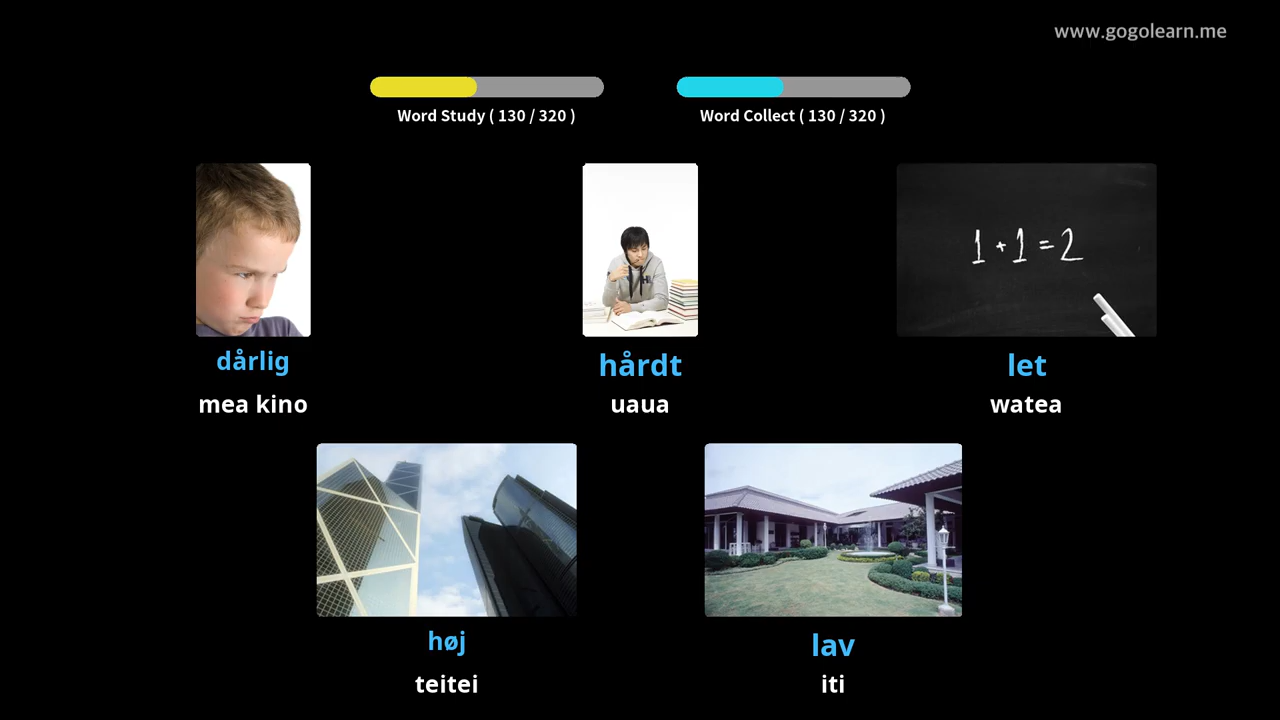 www.gogolearn.me
Word Study ( 130 / 320 )
Word Collect ( 130 / 320 )
1 + 1 = 2
dårlig
hårdt
let
mea kino
uaua
watea
høj
lav
teitei
iti